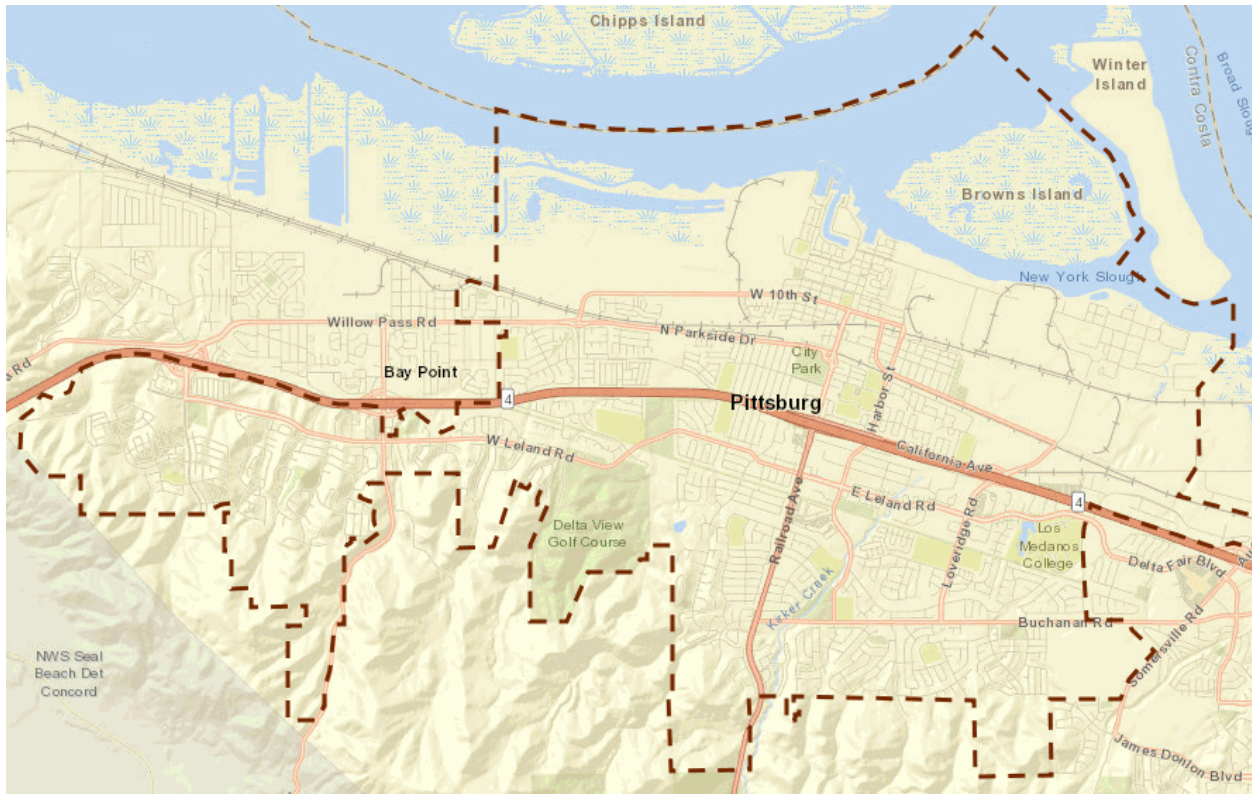 Chipps Island
Winter
Island
Contra Costa
Broad Slough
Browns Island
New York Slough
W 10th St
Willow Pass Rd
N Parkside Dr
City
Park
Bay Point
a Rd
4
Pittsburg
Harbor St
W Leland Rd
California Ave
E Leland Rd
4
Railroad Ave
Loveridge Rd
Delta View
Golf Course
Los
Medanos
College
Delta Fair Blvd
Kirker Creek
Buchanan Rd
Somersville Rd
NWS Seal
Beach Det
Concord
James Donlon Blvd